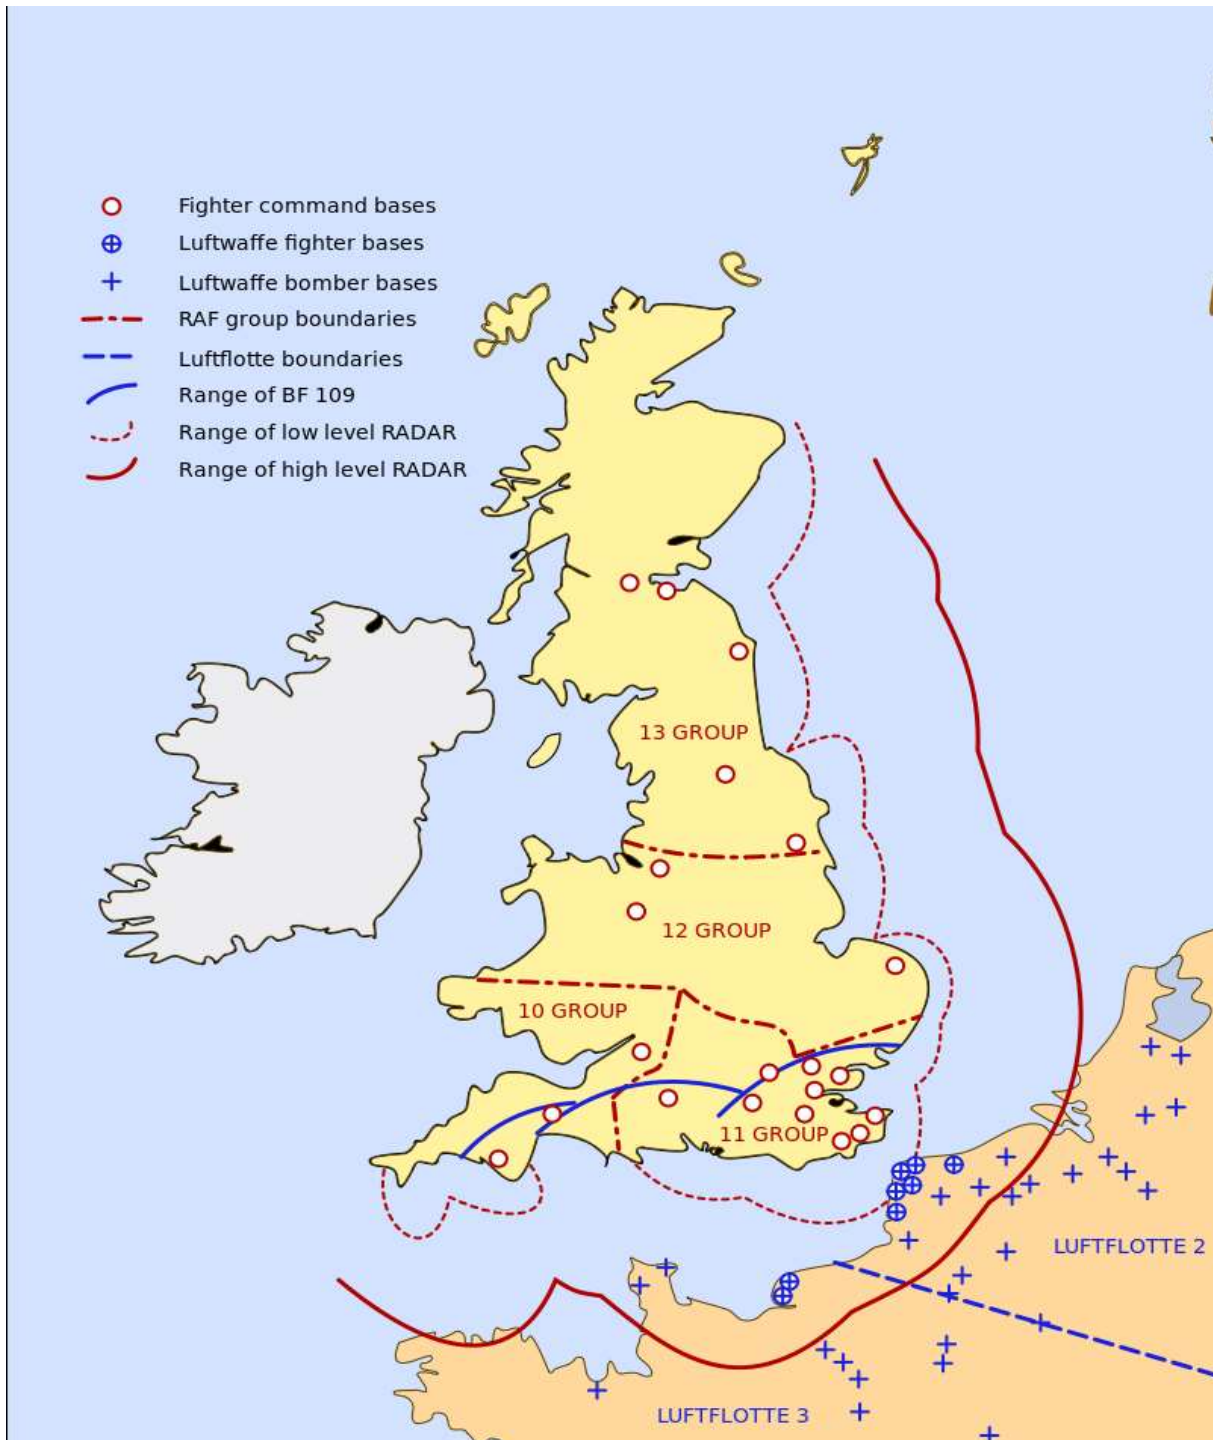 Fighter command bases
Luftwaffe fighter bases
Luftwaffe bomber bases
RAF group boundaries
Luftflotte boundaries
Range of BF 109
Range of low level RADAR
Range of high level RADAR
13 GROUP
12 GROUP
10 GROUP
11 GROUP
LUFTFLOTTE 2
LUFTFLOTTE 3